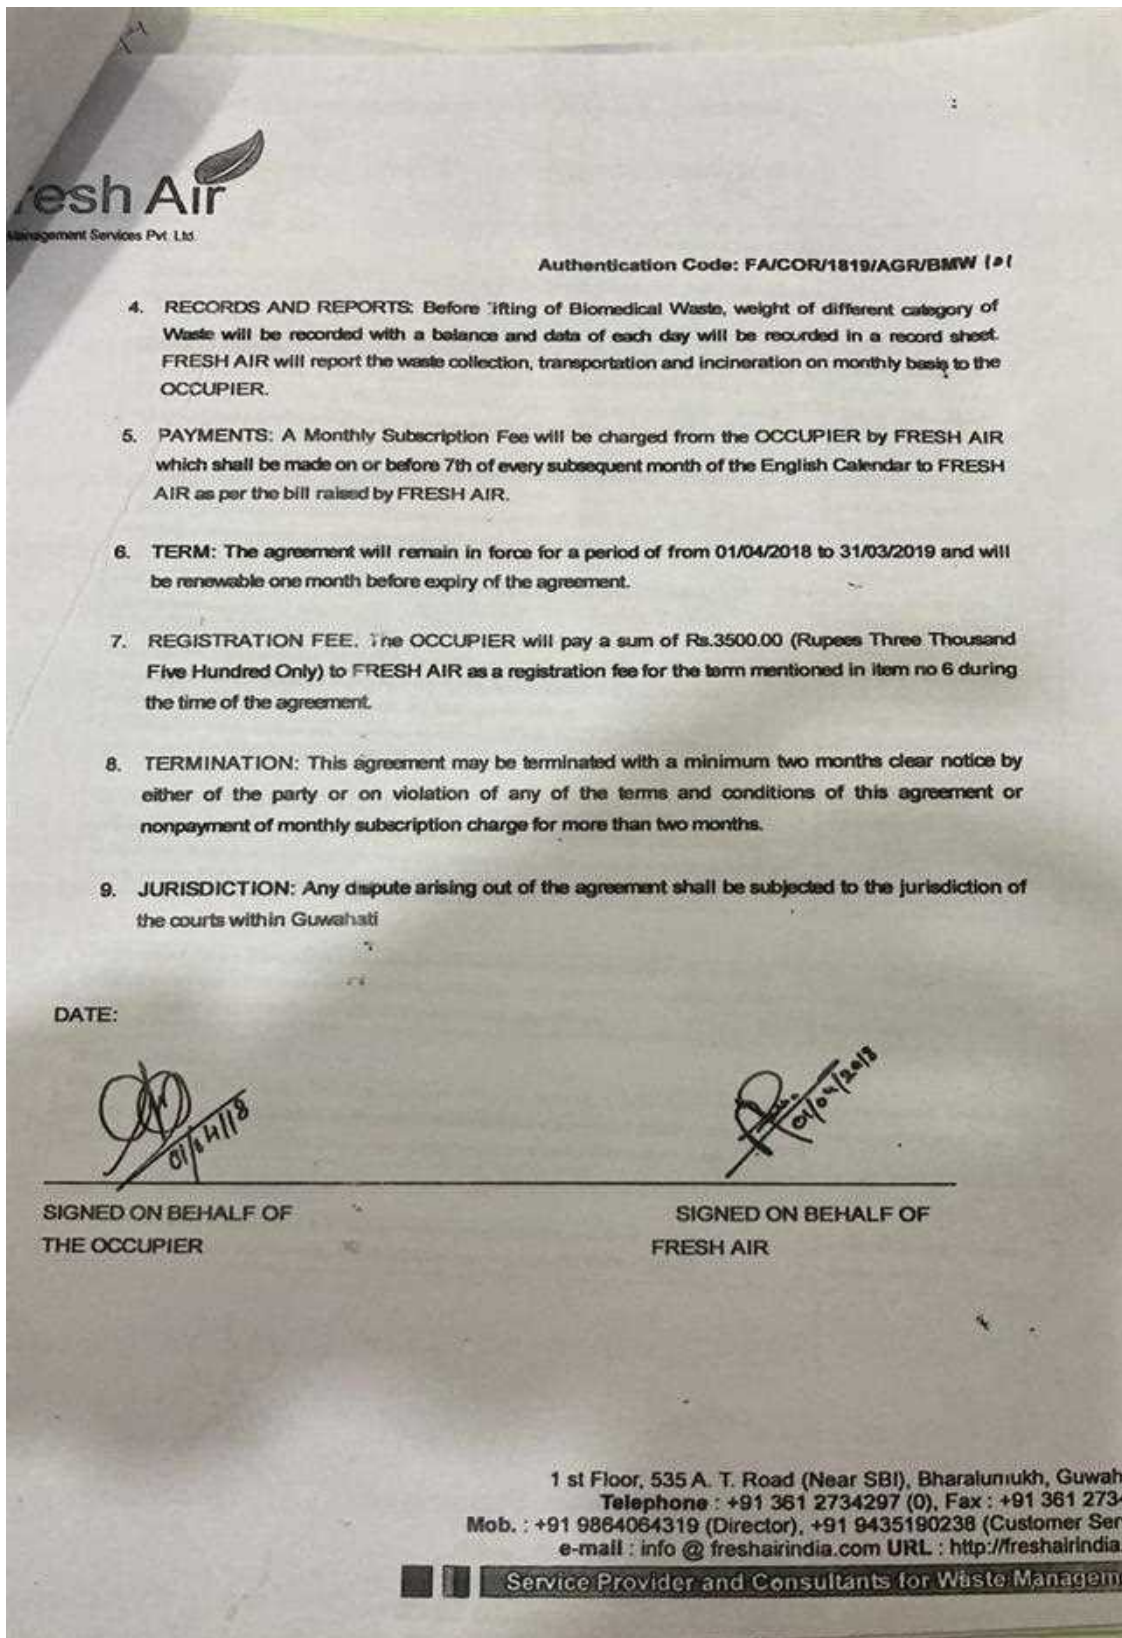 resh Air
Management Services Pvt. Ltd.
Authentication Code: FA/COR/1819/AGR/BMW 101
4. RECORDS AND REPORTS: Before lifting of Biomedical Waste, weight of different category of
Waste will be recorded with a balance and data of each day will be recurded in a record sheet.
FRESH AIR will report the waste collection, transportation and incineration on monthly basis to the
OCCUPIER.
5. PAYMENTS: A Monthly Subscription Fee will be charged from the OCCUPIER by FRESH AIR
which shall be made on or before 7th of every subsequent month of the English Calendar to FRESH
AIR as per the bill raised by FRESH AIR.
6. TERM: The agreement will remain in force for a period of from 01/04/2018 to 31/03/2019 and will
be renewable one month before expiry of the agreement.
7. REGISTRATION FEE. The OCCUPIER will pay a sum of Rs.3500.00 (Rupees Three Thousand
Five Hundred Only) to FRESH AIR as a registration fee for the term mentioned in item no 6 during
the time of the agreement.
8. TERMINATION: This agreement may be terminated with a minimum two months clear notice by
either of the party or on violation of any of the terms and conditions of this agreement or
nonpayment of monthly subscription charge for more than two months.
9. JURISDICTION: Any dispute arising out of the agreement shall be subjected to the jurisdiction of
the courts within Guwahati
DATE:
01/04/18 01/04/2018
SIGNED ON BEHALF OF SIGNED ON BEHALF OF
THE OCCUPIER FRESH AIR
1 st Floor, 535 A. T. Road (Near SBI), Bharalumukh, Guwah
Telephone : +91 361 2734297 (0), Fax : +91 361 273
Mob. : +91 9864064319 (Director), +91 9435190238 (Customer Ser
e-mail : info @ freshairindia.com URL : http://freshairindia
Service Provider and Consultants for Waste Managem